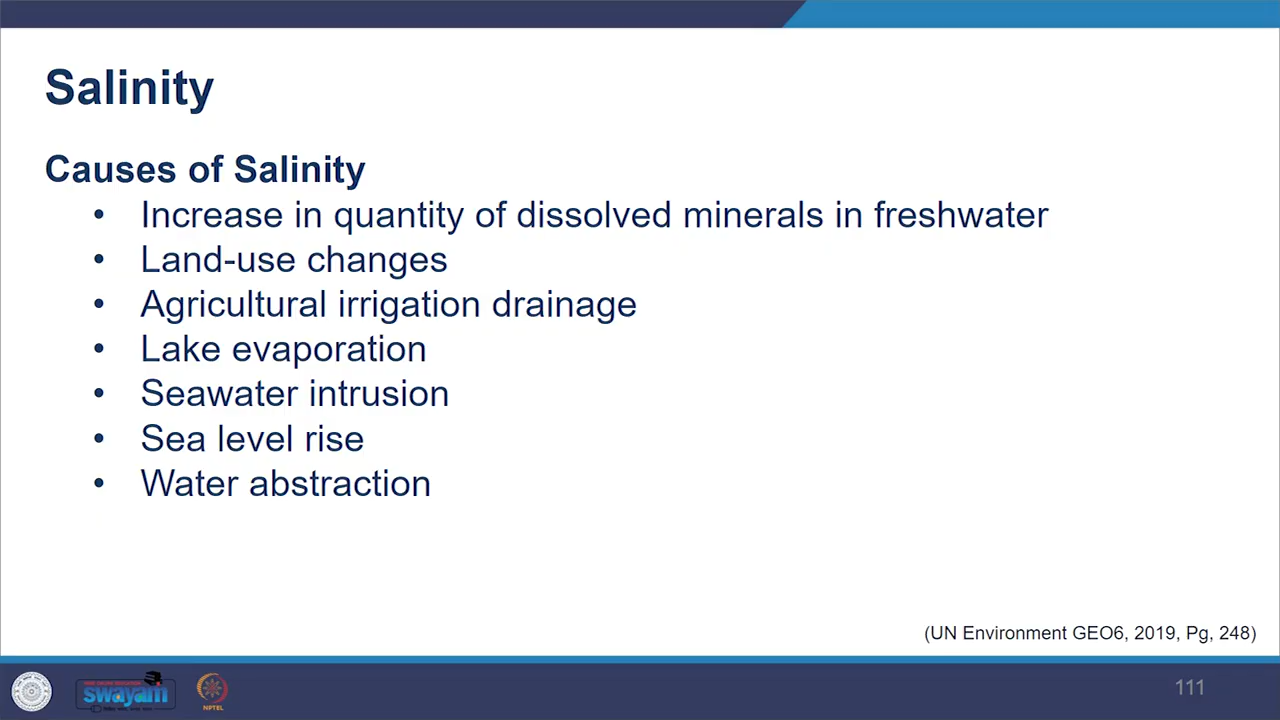 Salinity
Causes of Salinity
• Increase in quantity of dissolved minerals in freshwater
• Land-use changes
• Agricultural irrigation drainage
• Lake evaporation
• Seawater intrusion
• Sea level rise
• Water abstraction
(UN Environment GEO6, 2019, Pg, 248)
swayam
NPTEL
111